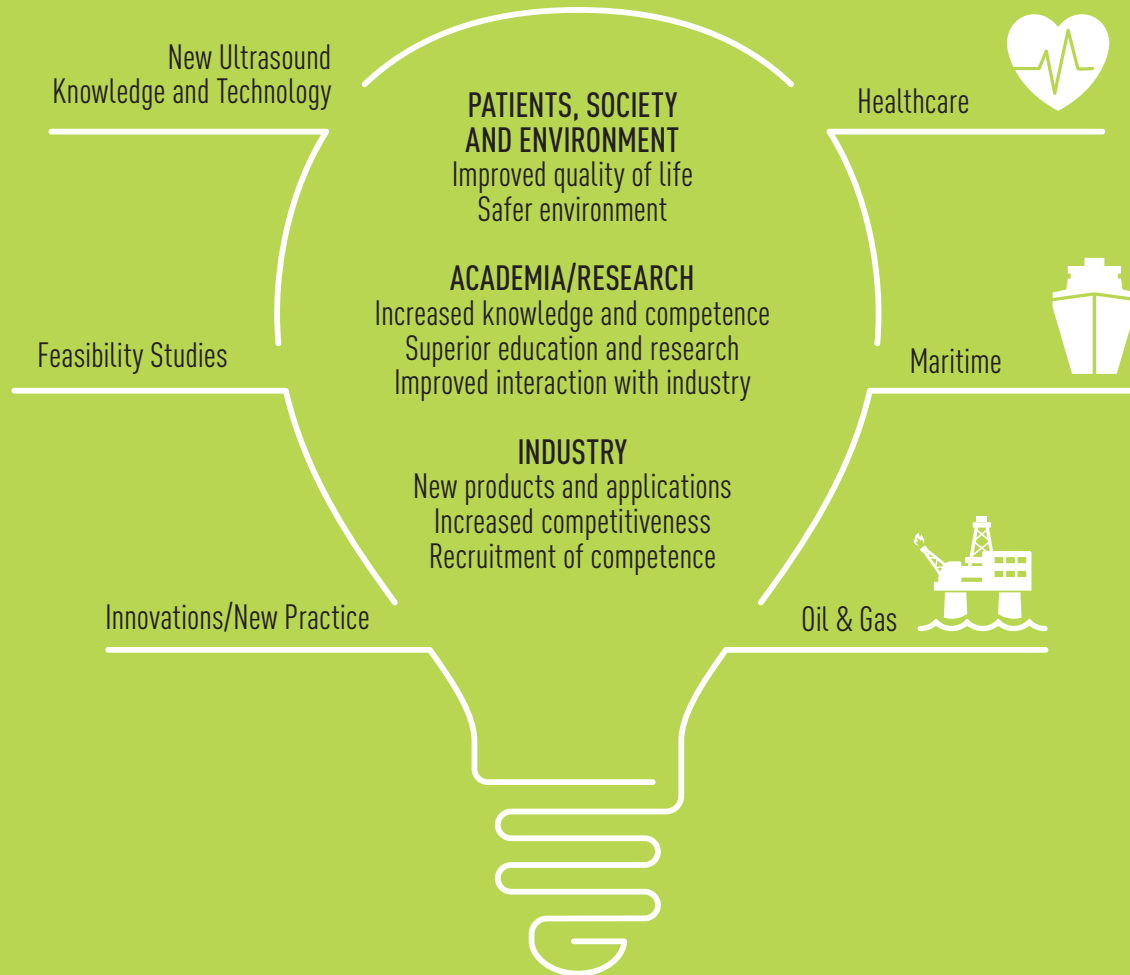 New Ultrasound
Knowledge and Technology
Feasibility Studies
Innovations/New Practice
PATIENTS, SOCIETY
AND ENVIRONMENT
Improved quality of life
Safer environment
ACADEMIA/RESEARCH
Increased knowledge and competence
Superior education and research
Improved interaction with industry
INDUSTRY
New products and applications
Increased competitiveness
Recruitment of competence
Healthcare
Maritime
Oil & Gas